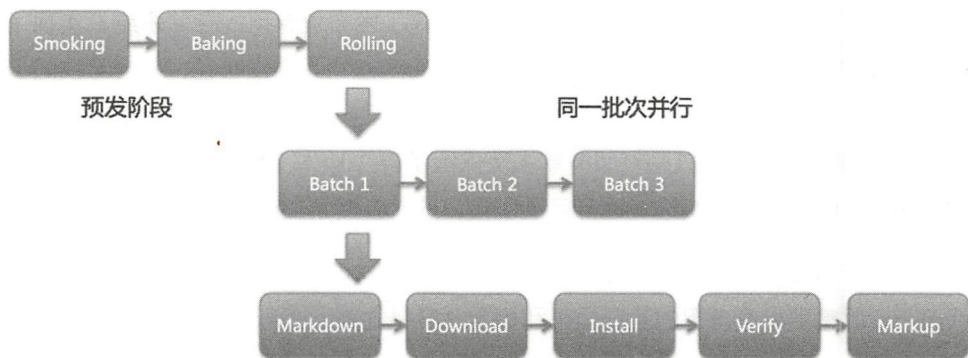 Smoking Baking Rolling
预发阶段 同一批次并行
Batch 1 Batch 2 Batch 3
Markdown Download Install Verify Markup